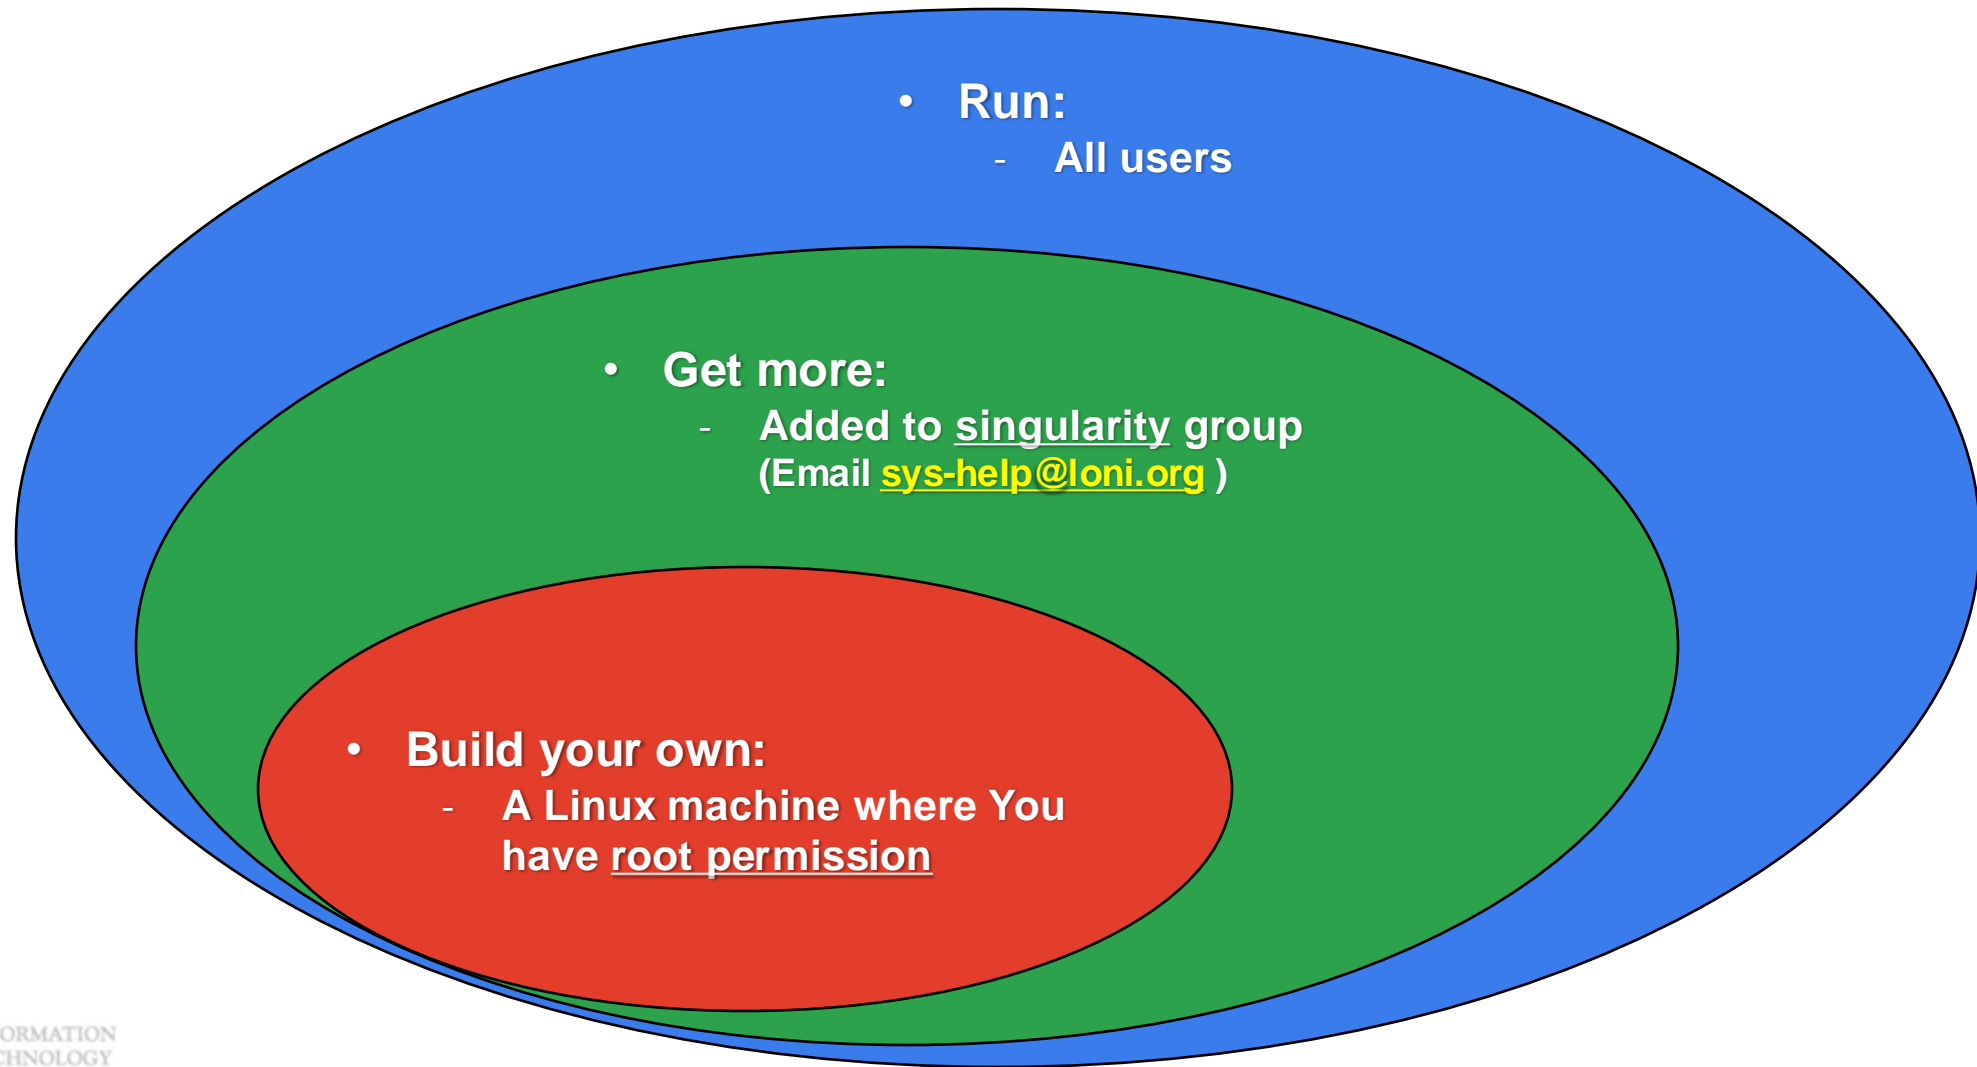 • Run:
- All users
• Get more:
- Added to singularity group
(Email sys-help@loni.org )
• Build your own:
- A Linux machine where You
have root permission
ORMATION
CHNOLOGY